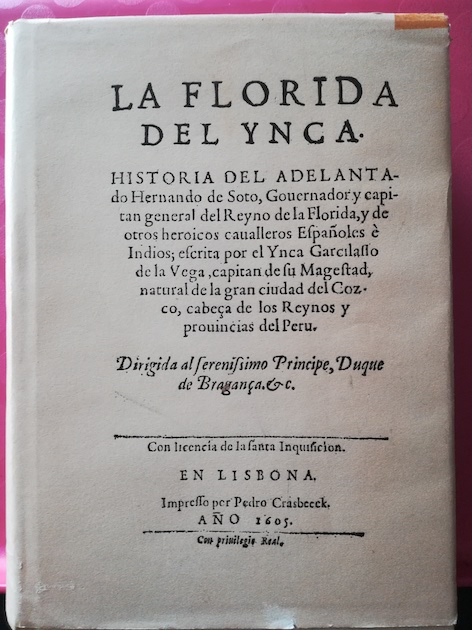 LA FLORIDA
DEL YNCA.
HISTORIA DEL ADELANTA-
do Hernando de Soto, Gouernador y capi-
tan general del Reyno de la Florida, y de
otros heroicos caualleros Españoles è
Indios; eſcrita por el Ynca Garcilaſſo
de la Vega, capitan de ſu Mageſtad,
natural de la gran ciudad del Coz-
co, cabeça de los Reynos y
prouincias del Peru.
Dirigida al ſereniſsimo Principe, Duque
de Bragança. &c.
Con licencia de la ſanta Inquiſicion.
EN LISBONA.
Impreſſo por Pedro Crasbeeck.
AÑO 1605.
Con priuilegio Real.